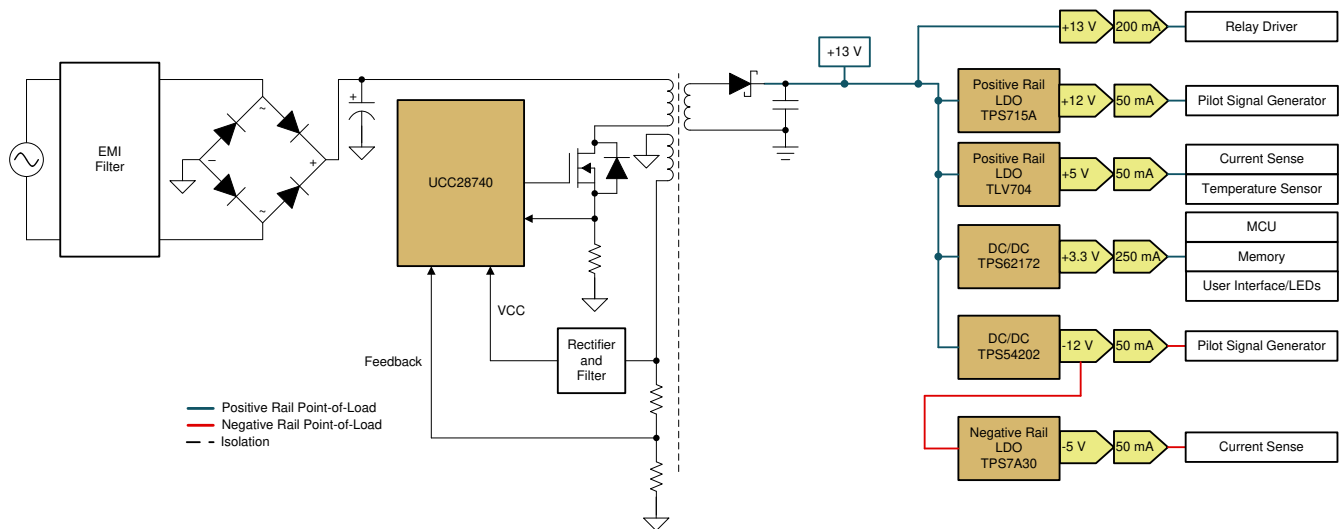 EMI
Filter
~
~
−
+
+
UCC28740
VCC
Feedback
Rectifier
and
Filter
Positive Rail Point-of-Load
Negative Rail Point-of-Load
Isolation
+13 V
+13 V
200 mA
Relay Driver
Positive Rail
LDO
TPS715A
+12 V
50 mA
Pilot Signal Generator
Positive Rail
LDO
TLV704
+5 V
50 mA
Current Sense
Temperature Sensor
DC/DC
TPS62172
+3.3 V
250 mA
MCU
Memory
User Interface/LEDs
DC/DC
TPS54202
-12 V
50 mA
Pilot Signal Generator
Negative Rail
LDO
TPS7A30
-5 V
50 mA
Current Sense